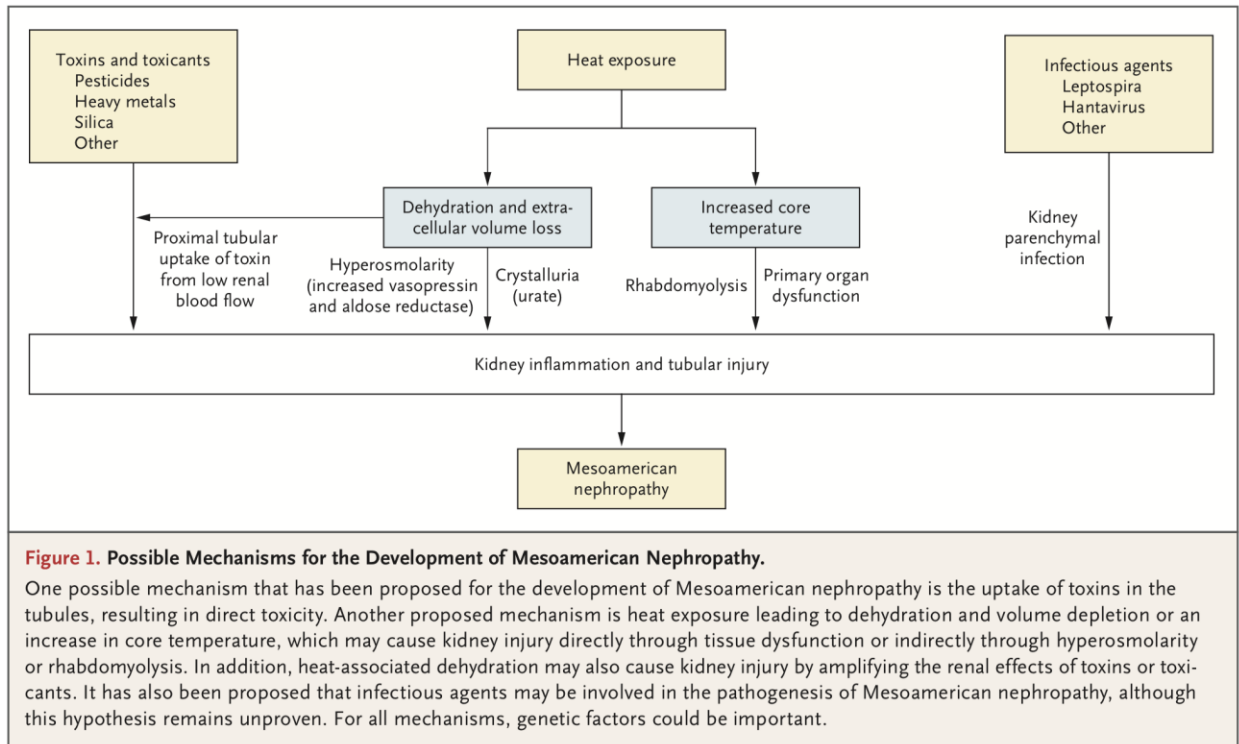 Toxins and toxicants
Pesticides
Heavy metals
Silica
Other
Heat exposure
Infectious agents
Leptospira
Hantavirus
Other
Dehydration and extra-
cellular volume loss
Increased core
temperature
Proximal tubular
uptake of toxin
from low renal
blood flow
Hyperosmolarity
(increased vasopressin
and aldose reductase)
Crystalluria
(urate)
Rhabdomyolysis
Primary organ
dysfunction
Kidney
parenchymal
infection
Kidney inflammation and tubular injury
Mesoamerican
nephropathy
Figure 1. Possible Mechanisms for the Development of Mesoamerican Nephropathy.
One possible mechanism that has been proposed for the development of Mesoamerican nephropathy is the uptake of toxins in the
tubules, resulting in direct toxicity. Another proposed mechanism is heat exposure leading to dehydration and volume depletion or an
increase in core temperature, which may cause kidney injury directly through tissue dysfunction or indirectly through hyperosmolarity
or rhabdomyolysis. In addition, heat-associated dehydration may also cause kidney injury by amplifying the renal effects of toxins or toxi-
cants. It has also been proposed that infectious agents may be involved in the pathogenesis of Mesoamerican nephropathy, although
this hypothesis remains unproven. For all mechanisms, genetic factors could be important.